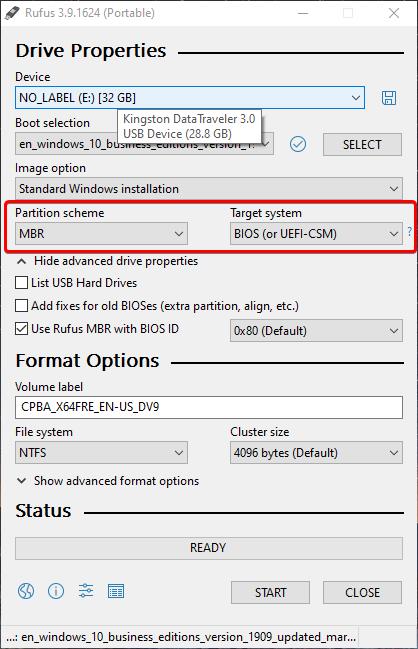 Rufus 3.9.1624 (Portable)
Drive Properties
Device
NO_LABEL (E:) [32 GB]
Kingston DataTraveler 3.0
USB Device (28.8 GB)
Boot selection
en_windows_10_business_editions_version_1
SELECT
Image option
Standard Windows installation
Partition scheme
Target system
MBR
BIOS (or UEFI-CSM)
?
Hide advanced drive properties
List USB Hard Drives
Add fixes for old BIOSes (extra partition, align, etc.)
Use Rufus MBR with BIOS ID
0x80 (Default)
Format Options
Volume label
CPBA_X64FRE_EN-US_DV9
File system
Cluster size
NTFS
4096 bytes (Default)
Show advanced format options
Status
READY
START
CLOSE
...: en_windows_10_business_editions_version_1909_updated_mar...